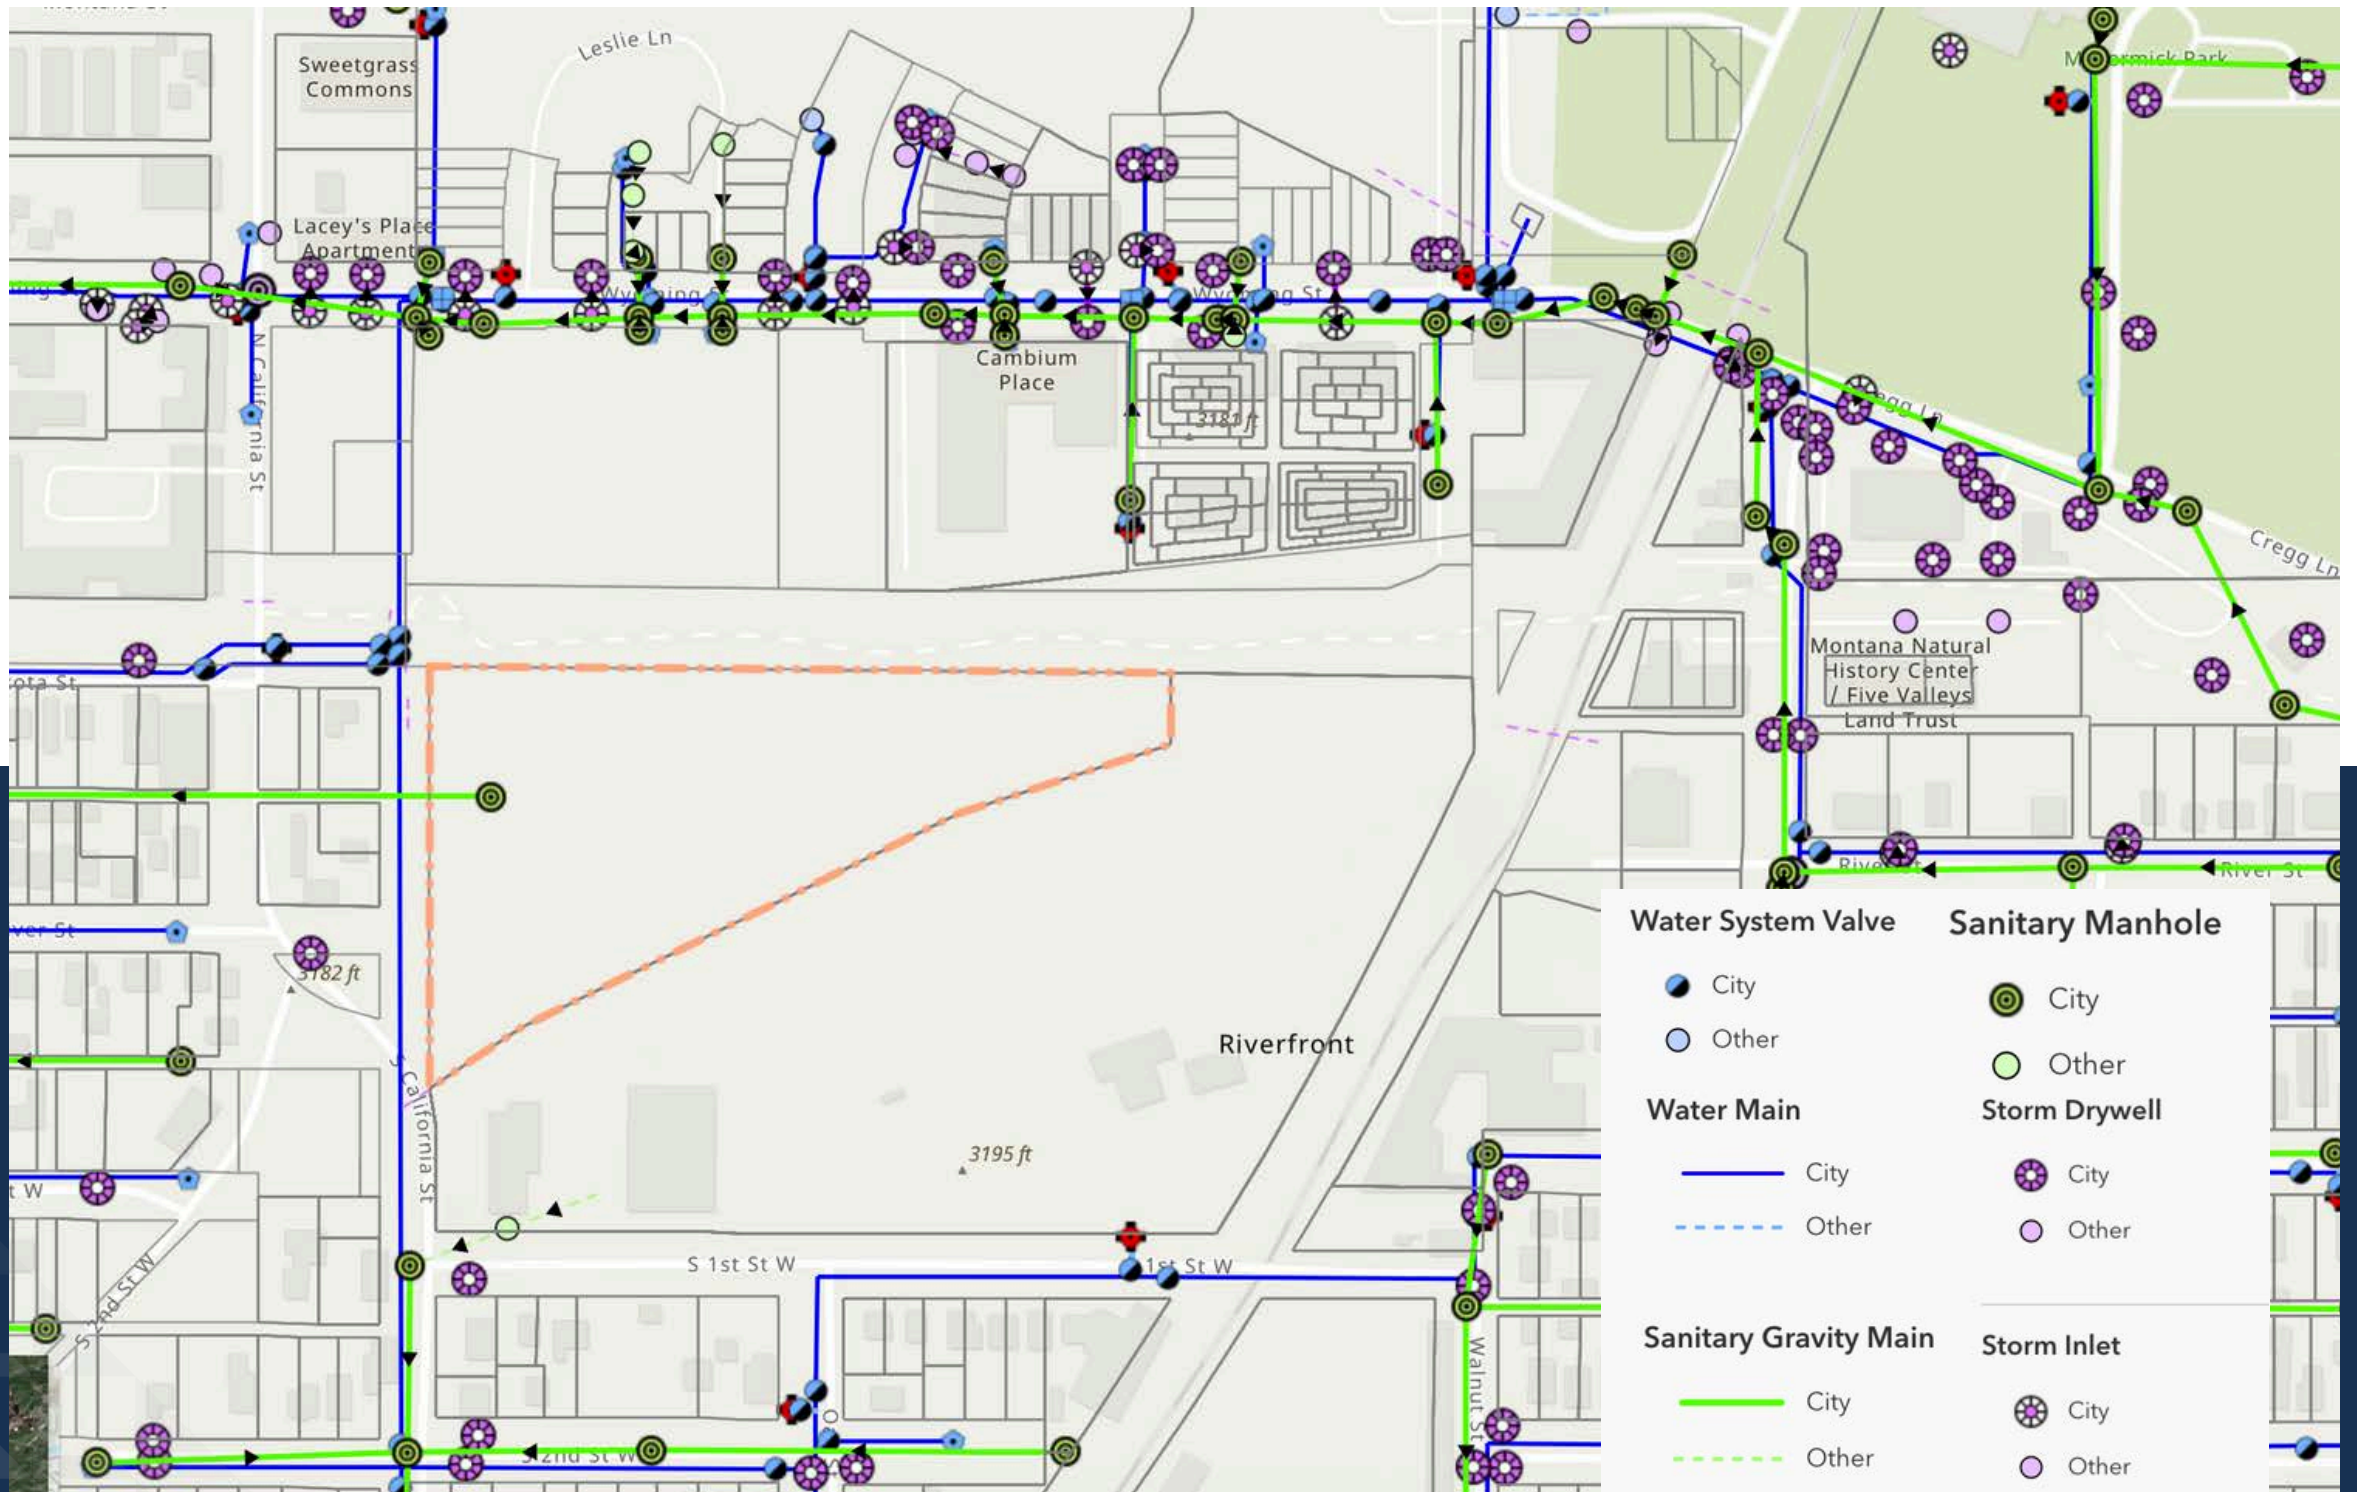 Leslie Ln
Sweetgrass
Commons
Lacey's Place
Apartment
Wyoming St
Wyoming St
Cambium
Place
3181 ft
N California St
Cregg Ln
Montana Natural
History Center
/ Five Valleys
Land Trust
River St
River St
3182 ft
Riverfront
3195 ft
S California St
S 1st St W
1st St W
S 2nd St W
S 2nd St W
Walnut St
Water System Valve
City
Other
Water Main
City
Other
Sanitary Gravity Main
City
Other
Sanitary Manhole
City
Other
Storm Drywell
City
Other
Storm Inlet
City
Other